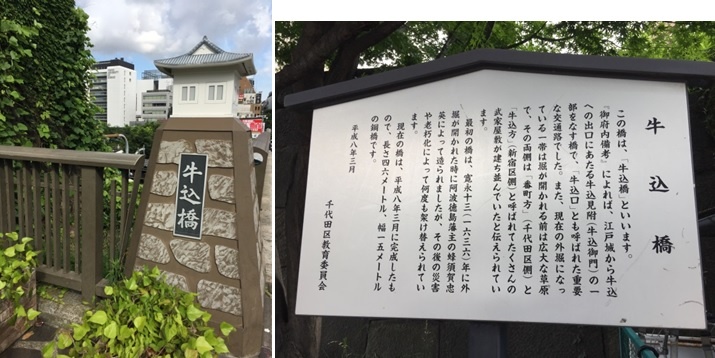 牛込橋
牛込橋
この橋は、「牛込橋」といいます。
『御府内備考』によれば、江戸城から牛込
への出口にあたる牛込見附(牛込御門)の一
部をなす橋で、「牛込口」とも呼ばれた重要
な交通路でした。また、現在の外堀になっ
ている一帯は堀が開かれる前は広大な草原
で、その両側は「番町方」(千代田区側)と
「牛込方」(新宿区側)と呼ばれてたくさんの
武家屋敷が建ち並んでいたと伝えられてい
ます。
最初の橋は、寛永十三(一六三六)年に外
堀が開かれた時に阿波徳島藩主の蜂須賀忠
英によって造られましたが、その後の災害
や老朽化によって何度も架け替えられてい
ます。
現在の橋は、平成八年三月に完成したも
ので、長さ四六メートル、幅一五メートル
の鋼橋です。
平成八年三月
千代田区教育委員会